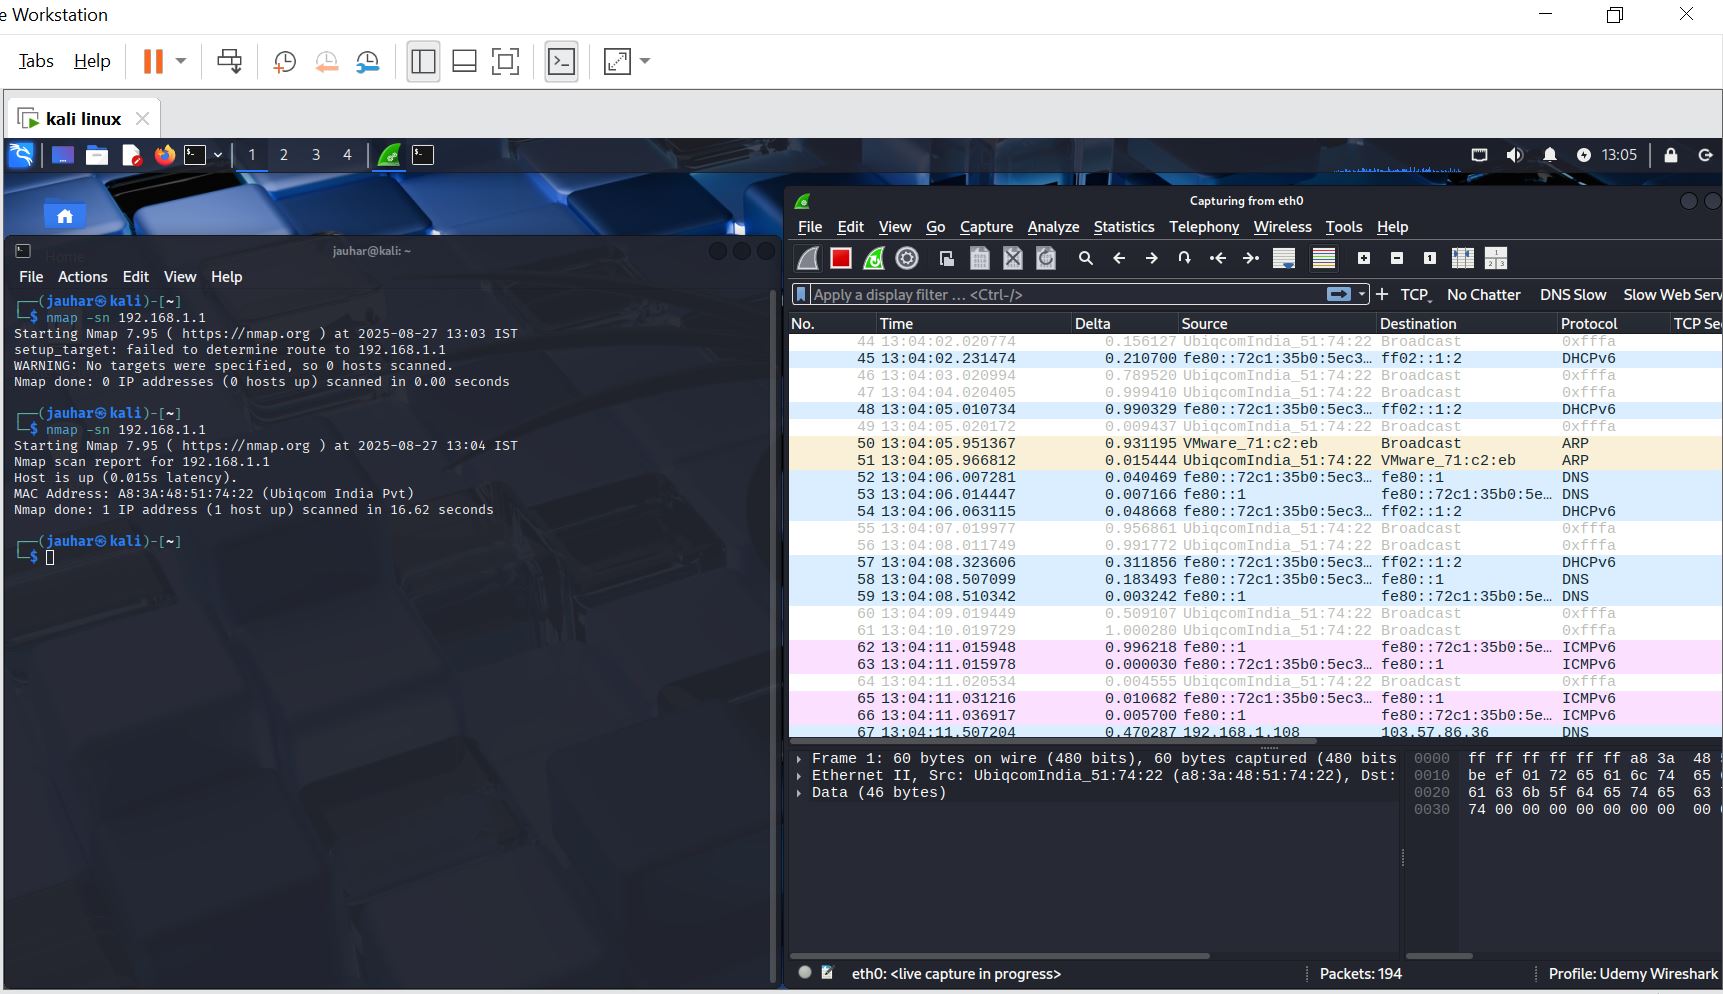 e Workstation
Tabs Help
kali linux
1 2 3 4
13:05
Home
jauhar@kali: ~
File Actions Edit View Help
┌──(jauhar㉿kali)-[~]
└─$ nmap -sn 192.168.1.1
Starting Nmap 7.95 ( https://nmap.org ) at 2025-08-27 13:03 IST
setup_target: failed to determine route to 192.168.1.1
WARNING: No targets were specified, so 0 hosts scanned.
Nmap done: 0 IP addresses (0 hosts up) scanned in 0.00 seconds
┌──(jauhar㉿kali)-[~]
└─$ nmap -sn 192.168.1.1
Starting Nmap 7.95 ( https://nmap.org ) at 2025-08-27 13:04 IST
Nmap scan report for 192.168.1.1
Host is up (0.015s latency).
MAC Address: A8:3A:48:51:74:22 (Ubiqcom India Pvt)
Nmap done: 1 IP address (1 host up) scanned in 16.62 seconds
┌──(jauhar㉿kali)-[~]
└─$
Capturing from eth0
File Edit View Go Capture Analyze Statistics Telephony Wireless Tools Help
Apply a display filter … <Ctrl-/> + TCP No Chatter DNS Slow Slow Web Serv
No. Time Delta Source Destination Protocol TCP Se
44 13:04:02.020774 0.156127 UbiqcomIndia_51:74:22 Broadcast 0xfffa
45 13:04:02.231474 0.210700 fe80::72c1:35b0:5ec3… ff02::1:2 DHCPv6
46 13:04:03.020994 0.789520 UbiqcomIndia_51:74:22 Broadcast 0xfffa
47 13:04:04.020405 0.999410 UbiqcomIndia_51:74:22 Broadcast 0xfffa
48 13:04:05.010734 0.990329 fe80::72c1:35b0:5ec3… ff02::1:2 DHCPv6
49 13:04:05.020172 0.009437 UbiqcomIndia_51:74:22 Broadcast 0xfffa
50 13:04:05.951367 0.931195 VMware_71:c2:eb Broadcast ARP
51 13:04:05.966812 0.015444 UbiqcomIndia_51:74:22 VMware_71:c2:eb ARP
52 13:04:06.007281 0.040469 fe80::72c1:35b0:5ec3… fe80::1 DNS
53 13:04:06.014447 0.007166 fe80::1 fe80::72c1:35b0:5e… DNS
54 13:04:06.063115 0.048668 fe80::72c1:35b0:5ec3… ff02::1:2 DHCPv6
55 13:04:07.019977 0.956861 UbiqcomIndia_51:74:22 Broadcast 0xfffa
56 13:04:08.011749 0.991772 UbiqcomIndia_51:74:22 Broadcast 0xfffa
57 13:04:08.323606 0.311856 fe80::72c1:35b0:5ec3… ff02::1:2 DHCPv6
58 13:04:08.507099 0.183493 fe80::72c1:35b0:5ec3… fe80::1 DNS
59 13:04:08.510342 0.003242 fe80::1 fe80::72c1:35b0:5e… DNS
60 13:04:09.019449 0.509107 UbiqcomIndia_51:74:22 Broadcast 0xfffa
61 13:04:10.019729 1.000280 UbiqcomIndia_51:74:22 Broadcast 0xfffa
62 13:04:11.015948 0.996218 fe80::1 fe80::72c1:35b0:5e… ICMPv6
63 13:04:11.015978 0.000030 fe80::72c1:35b0:5ec3… fe80::1 ICMPv6
64 13:04:11.020534 0.004555 UbiqcomIndia_51:74:22 Broadcast 0xfffa
65 13:04:11.031216 0.010682 fe80::72c1:35b0:5ec3… fe80::1 ICMPv6
66 13:04:11.036917 0.005700 fe80::1 fe80::72c1:35b0:5e… ICMPv6
67 13:04:11.507204 0.470287 192.168.1.108 103.57.86.36 DNS
Frame 1: 60 bytes on wire (480 bits), 60 bytes captured (480 bits
Ethernet II, Src: UbiqcomIndia_51:74:22 (a8:3a:48:51:74:22), Dst:
Data (46 bytes)
0000 ff ff ff ff ff ff a8 3a 48
0010 be ef 01 72 65 61 6c 74 65
0020 61 63 6b 5f 64 65 74 65 63
0030 74 00 00 00 00 00 00 00 00
eth0: <live capture in progress> Packets: 194 Profile: Udemy Wireshark